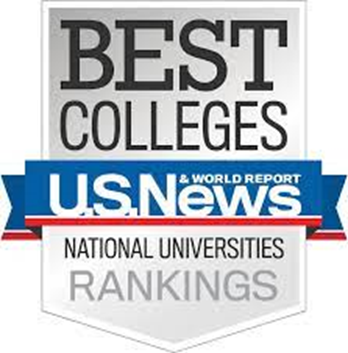 BEST
COLLEGES
& WORLD REPORT
U.S.News
NATIONAL UNIVERSITIES
RANKINGS